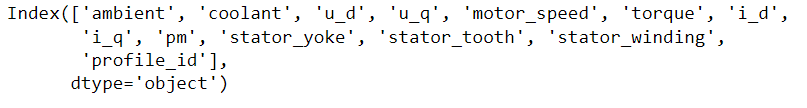 Index(['ambient', 'coolant', 'u_d', 'u_q', 'motor_speed', 'torque', 'i_d',
'i_q', 'pm', 'stator_yoke', 'stator_tooth', 'stator_winding',
'profile_id'],
dtype='object')